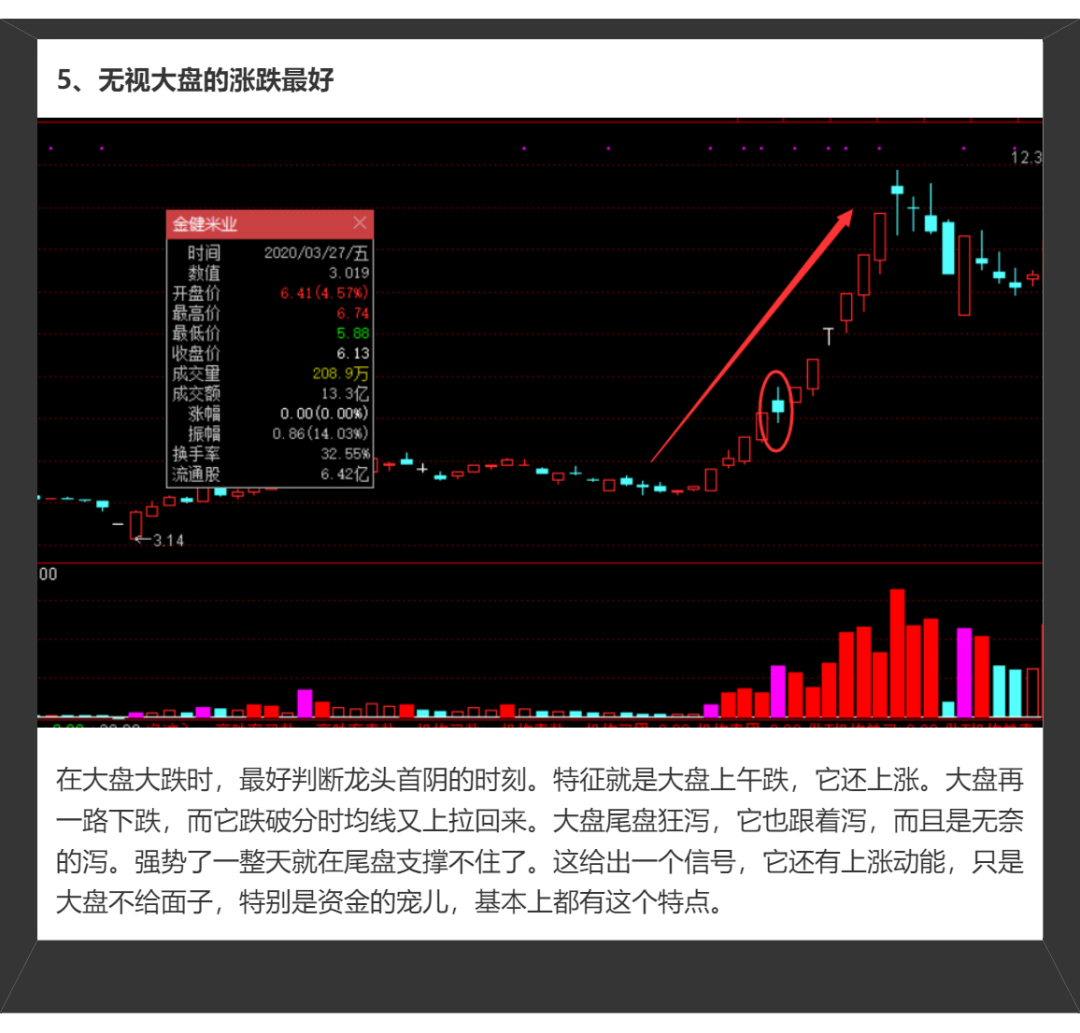 5、无视大盘的涨跌最好
12.3
金健米业
时间 2020/03/27/五
数值 3.019
开盘价 6.41(4.57%)
最高价 6.74
最低价 5.88
收盘价 6.13
成交量 208.9万
成交额 13.3亿
涨幅 0.00(0.00%)
振幅 0.86(14.03%)
换手率 32.55%
流通股 6.42亿
←3.14
00
在大盘大跌时，最好判断龙头首阴的时刻。特征就是大盘上午跌，它还上涨。大盘再
一路下跌，而它跌破分时均线又上拉回来。大盘尾盘狂泻，它也跟着泻，而且是无奈
的泻。强势了一整天就在尾盘支撑不住了。这给出一个信号，它还有上涨动能，只是
大盘不给面子，特别是资金的宠儿，基本上都有这个特点。